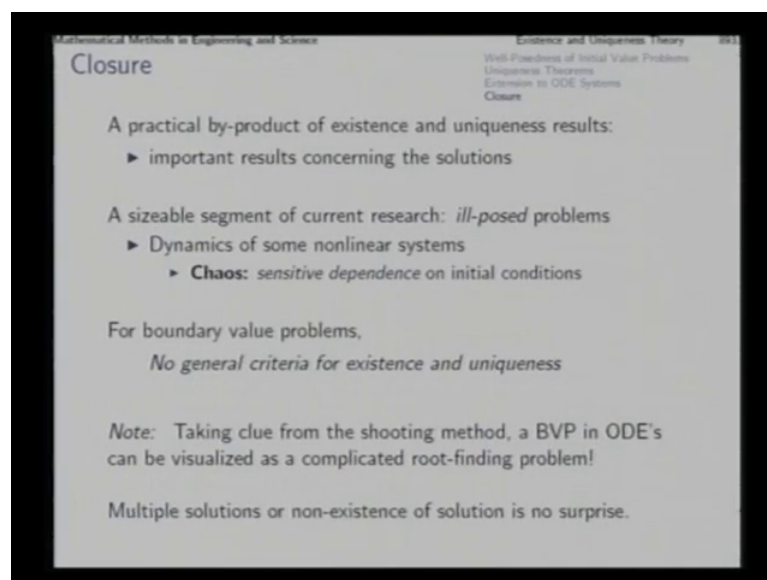 Mathematical Methods in Engineering and Science
Existence and Uniqueness Theory
Closure
Well-Posedness of Initial Value Problems
Uniqueness Theorems
Extension to ODE Systems
Closure
A practical by-product of existence and uniqueness results:
▶ important results concerning the solutions
A sizeable segment of current research: ill-posed problems
▶ Dynamics of some nonlinear systems
▶ Chaos: sensitive dependence on initial conditions
For boundary value problems,
No general criteria for existence and uniqueness
Note: Taking clue from the shooting method, a BVP in ODE's
can be visualized as a complicated root-finding problem!
Multiple solutions or non-existence of solution is no surprise.